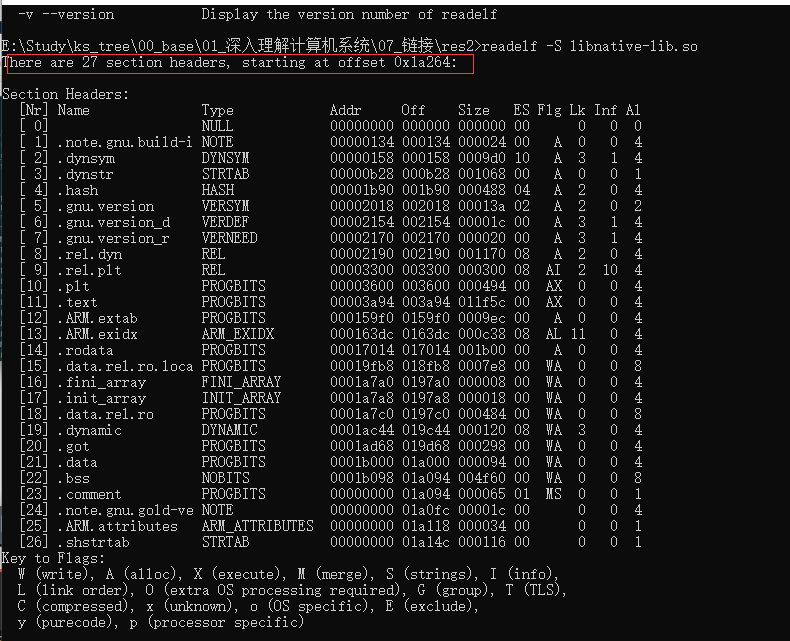 -v --version Display the version number of readelf
E:\Study\ks_tree\00_base\01_深入理解计算机系统\07_链接\res2>readelf -S libnative-lib.so
There are 27 section headers, starting at offset 0x1a264:
Section Headers:
[Nr] Name Type Addr Off Size ES Flg Lk Inf Al
[ 0] NULL 00000000 000000 000000 00 0 0 0
[ 1] .note.gnu.build-i NOTE 00000134 000134 000024 00 A 0 0 4
[ 2] .dynsym DYNSYM 00000158 000158 0009d0 10 A 3 1 4
[ 3] .dynstr STRTAB 00000b28 000b28 001068 00 A 0 0 1
[ 4] .hash HASH 00001b90 001b90 000488 04 A 2 0 4
[ 5] .gnu.version VERSYM 00002018 002018 00013a 02 A 2 0 2
[ 6] .gnu.version_d VERDEF 00002154 002154 00001c 00 A 3 1 4
[ 7] .gnu.version_r VERNEED 00002170 002170 000020 00 A 3 1 4
[ 8] .rel.dyn REL 00002190 002190 001170 08 A 2 0 4
[ 9] .rel.plt REL 00003300 003300 000300 08 AI 2 10 4
[10] .plt PROGBITS 00003600 003600 000494 00 AX 0 0 4
[11] .text PROGBITS 00003a94 003a94 011f5c 00 AX 0 0 4
[12] .ARM.extab PROGBITS 000159f0 0159f0 0009ec 00 A 0 0 4
[13] .ARM.exidx ARM_EXIDX 000163dc 0163dc 000c38 08 AL 11 0 4
[14] .rodata PROGBITS 00017014 017014 001b00 00 A 0 0 4
[15] .data.rel.ro.loca PROGBITS 00019fb8 018fb8 0007e8 00 WA 0 0 8
[16] .fini_array FINI_ARRAY 0001a7a0 0197a0 000008 00 WA 0 0 4
[17] .init_array INIT_ARRAY 0001a7a8 0197a8 000018 00 WA 0 0 4
[18] .data.rel.ro PROGBITS 0001a7c0 0197c0 000484 00 WA 0 0 8
[19] .dynamic DYNAMIC 0001ac44 019c44 000120 08 WA 3 0 4
[20] .got PROGBITS 0001ad68 019d68 000298 00 WA 0 0 4
[21] .data PROGBITS 0001b000 01a000 000094 00 WA 0 0 4
[22] .bss NOBITS 0001b098 01a094 004f60 00 WA 0 0 8
[23] .comment PROGBITS 00000000 01a094 000065 01 MS 0 0 1
[24] .note.gnu.gold-ve NOTE 00000000 01a0fc 00001c 00 0 0 4
[25] .ARM.attributes ARM_ATTRIBUTES 00000000 01a118 000034 00 0 0 1
[26] .shstrtab STRTAB 00000000 01a14c 000116 00 0 0 1
Key to Flags:
W (write), A (alloc), X (execute), M (merge), S (strings), I (info),
L (link order), O (extra OS processing required), G (group), T (TLS),
C (compressed), x (unknown), o (OS specific), E (exclude),
y (purecode), p (processor specific)